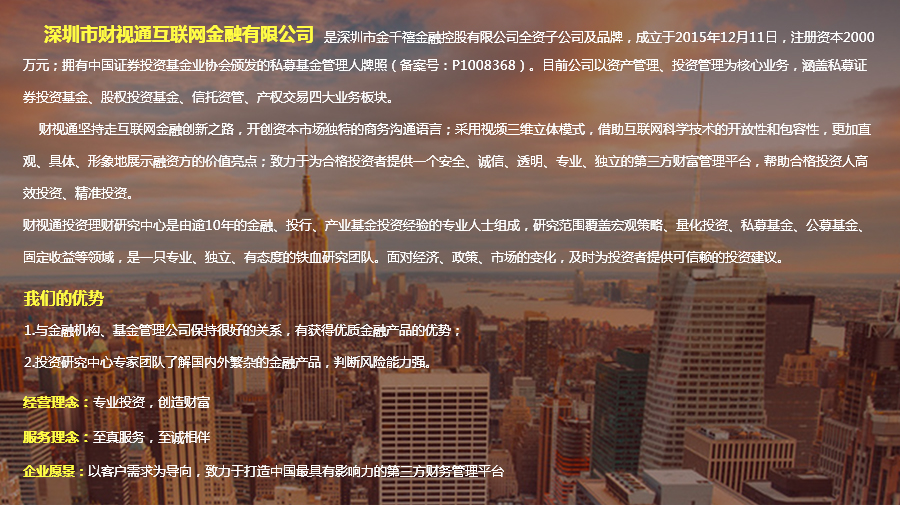 深圳市财视通互联网金融有限公司 是深圳市金千禧金融控股有限公司全资子公司及品牌，成立于2015年12月11日，注册资本2000
万元；拥有中国证券投资基金业协会颁发的私募基金管理人牌照（备案号：P1008368）。目前公司以资产管理、投资管理为核心业务，涵盖私募证
券投资基金、股权投资基金、信托资管、产权交易四大业务板块。
财视通坚持走互联网金融创新之路，开创资本市场独特的商务沟通语言；采用视频三维立体模式，借助互联网科学技术的开放性和包容性，更加直
观、具体、形象地展示融资方的价值亮点；致力于为合格投资者提供一个安全、诚信、透明、专业、独立的第三方财富管理平台，帮助合格投资人高
效投资、精准投资。
财视通投资理财研究中心是由逾10年的金融、投行、产业基金投资经验的专业人士组成，研究范围覆盖宏观策略、量化投资、私募基金、公募基金、
固定收益等领域，是一只专业、独立、有态度的铁血研究团队。面对经济、政策、市场的变化，及时为投资者提供可信赖的投资建议。
我们的优势
1.与金融机构、基金管理公司保持很好的关系，有获得优质金融产品的优势；
2.投资研究中心专家团队了解国内外繁杂的金融产品，判断风险能力强。
经营理念：专业投资，创造财富
服务理念：至真服务，至诚相伴
企业愿景：以客户需求为导向，致力于打造中国最具有影响力的第三方财务管理平台